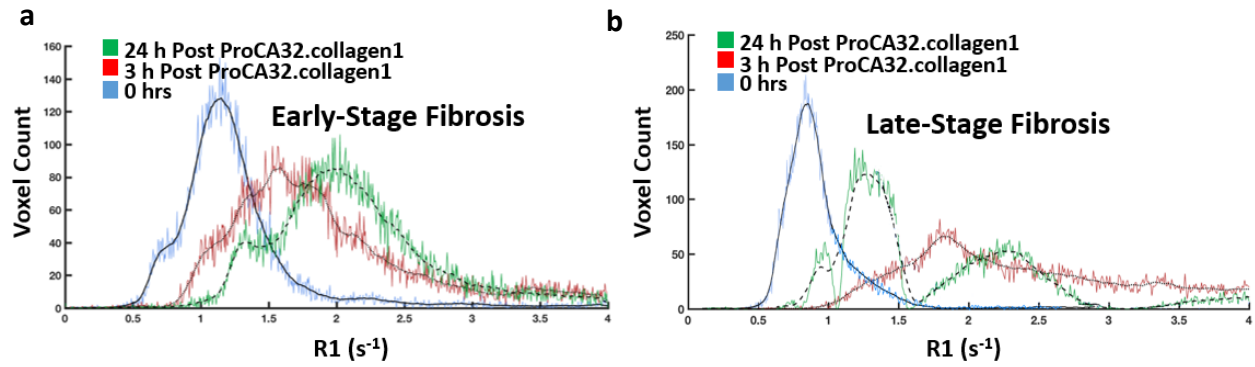 a
24 h Post ProCA32.collagen1
3 h Post ProCA32.collagen1
0 hrs
Early-Stage Fibrosis
Voxel Count
160
140
120
100
80
60
40
20
0
0 0.5 1 1.5 2 2.5 3 3.5 4
R1 (s-1)
b
24 h Post ProCA32.collagen1
3 h Post ProCA32.collagen1
0 hrs
Late-Stage Fibrosis
Voxel Count
250
200
150
100
50
0
0 0.5 1 1.5 2 2.5 3 3.5 4
R1 (s-1)